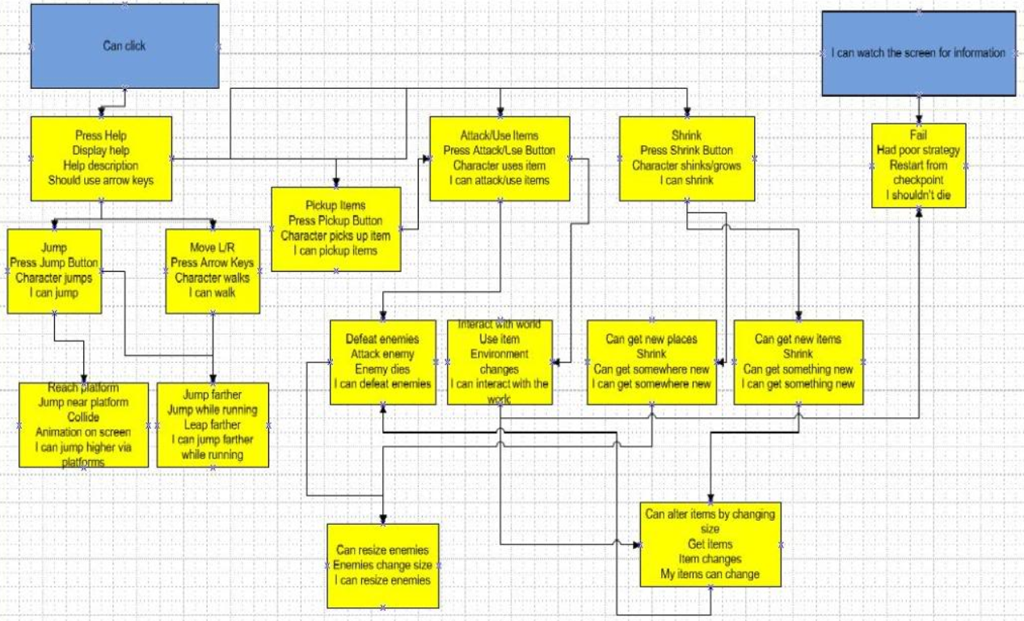 Can click
I can watch the screen for information
Press Help
Display help
Help description
Should use arrow keys
Attack/Use Items
Press Attack/Lse Button
Character uses item
I can attack/use items
Shrink
Press Shrink Button
Character shinks/grows
I can shrink
Fail
Had poor strategy
Restart from
checkpoint
I shouldn't die
Pickup Items
Press Pickup Button
Character picks up item
I can pickup items
Jump
Press Jump Button
Character jumps
I can jump
Move L/R
Press Arrow Keys
Character walks
I can walk
Defeat enemies
Attack enemy
Enemy dies
I can defeat enemies
Interact with world
Use item
Environment
changes
I can interact with the
world
Can get new places
Shrink
Can get somewhere new
I can get somewhere new
Can get new items
Shrink
Can get something new
I can get something new
Reach platform
Jump near platform
Collide
Animation on screen
I can jump higher via
platforms
Jump farther
Jump while running
Leap farther
I can jump farther
while running
Can resize enemies
Enemies change size
I can resize enemies
Can alter items by changing
size
Get items
Item changes
My items can change